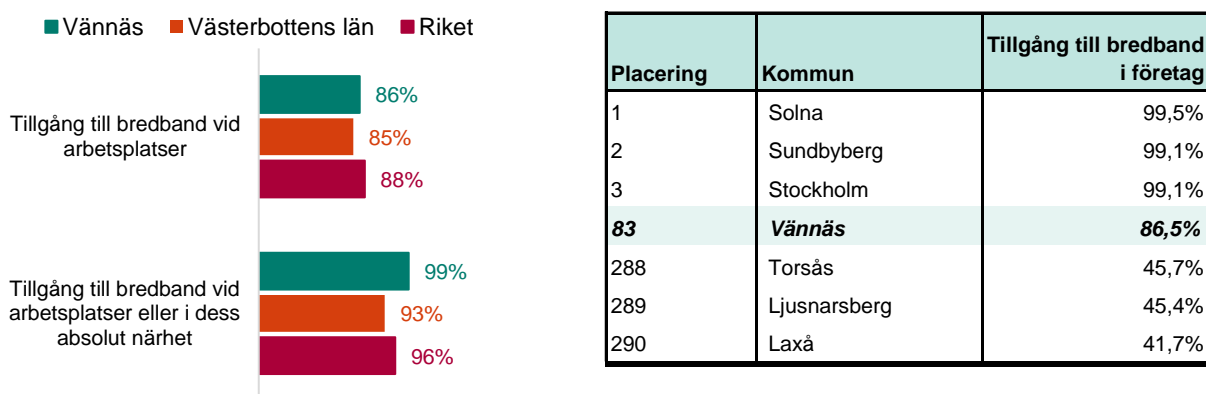 Vännäs Västerbottens län Riket
Tillgång till bredband vid
arbetsplatser
86%
85%
88%
Tillgång till bredband vid
arbetsplatser eller i dess
absolut närhet
99%
93%
96%
Placering Kommun Tillgång till bredband
i företag
1 Solna 99,5%
2 Sundbyberg 99,1%
3 Stockholm 99,1%
83 Vännäs 86,5%
288 Torsås 45,7%
289 Ljusnarsberg 45,4%
290 Laxå 41,7%